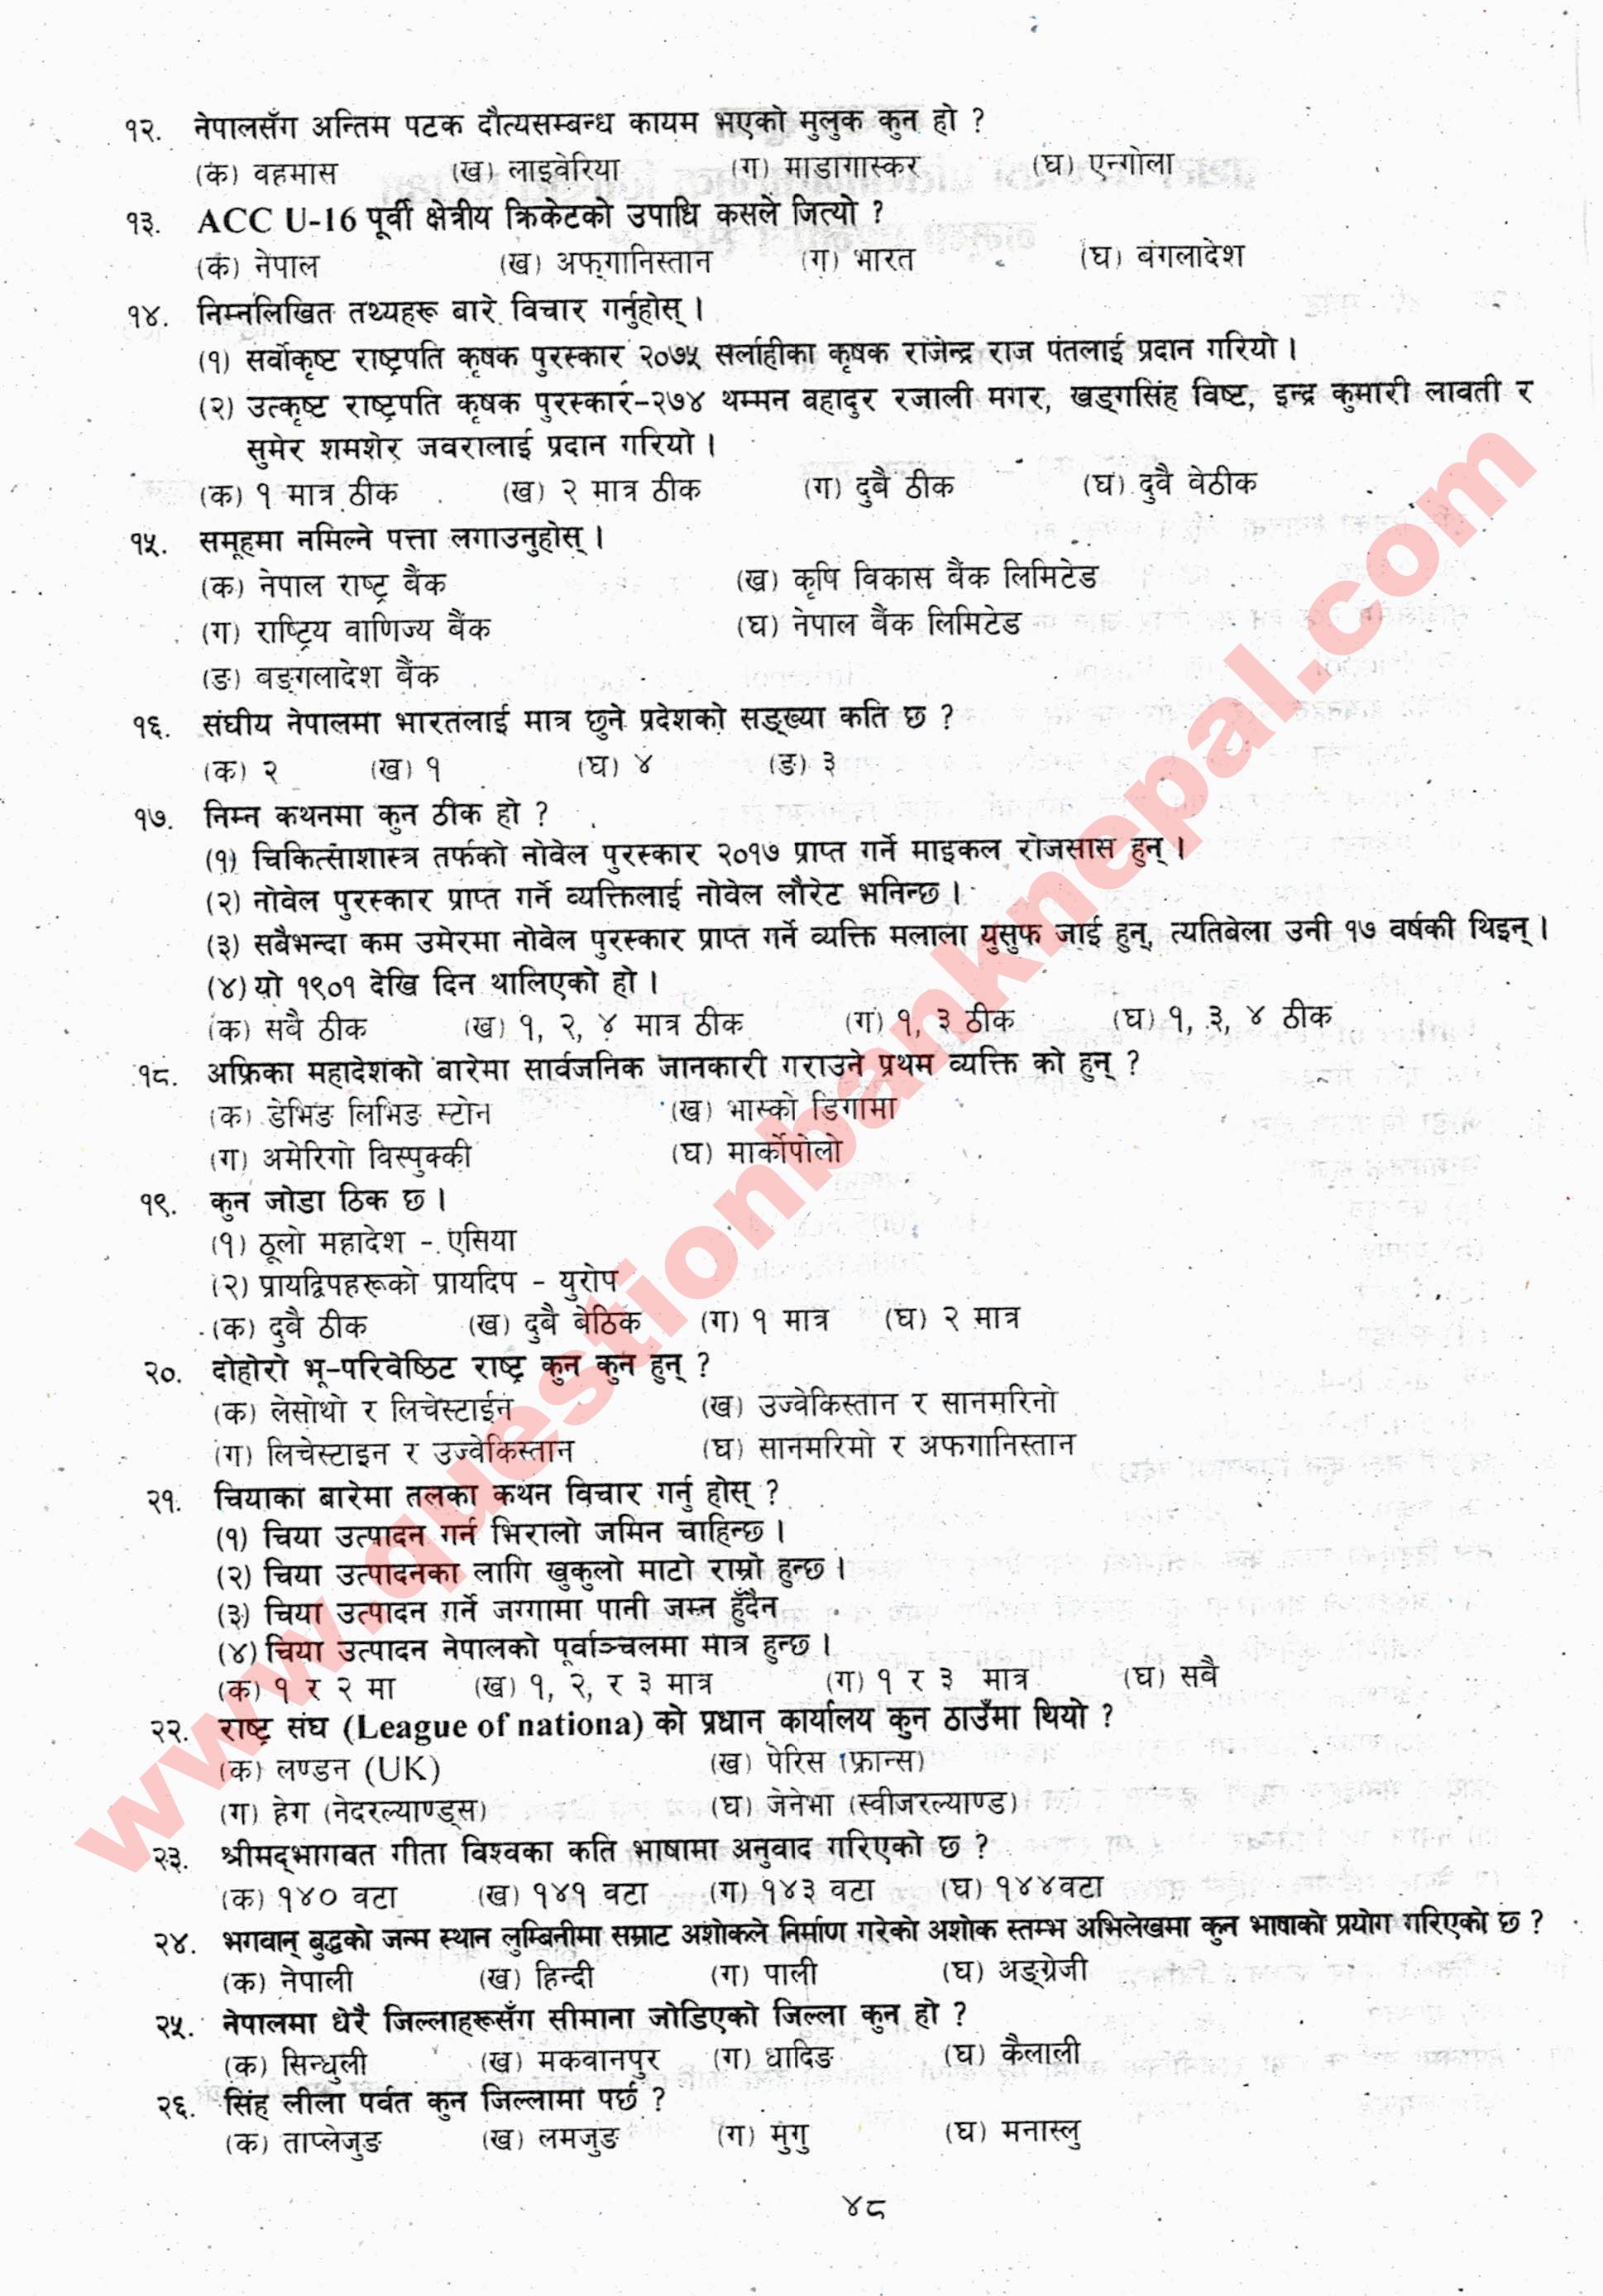 १२. नेपालसँग अन्तिम पटक दौत्यसम्बन्ध कायम भएको मुलुक कुन हो ?
(क) वहमास (ख) लाइवेरिया (ग) माडागास्कर (घ) एन्गोला
१३. ACC U-16 पूर्वी क्षेत्रीय क्रिकेटको उपाधि कसले जित्यो ?
(क) नेपाल (ख) अफ्गानिस्तान (ग) भारत (घ) बंगलादेश
१४. निम्नलिखित तथ्यहरू बारे विचार गर्नुहोस् ।
(१) सर्वोकृष्ट राष्ट्रपति कृषक पुरस्कार २०७५ सर्लाहीका कृषक राजेन्द्र राज पंतलाई प्रदान गरियो ।
(२) उत्कृष्ट राष्ट्रपति कृषक पुरस्कार-२७४ थम्मन वहादुर रजाली मगर, खड्गसिंह विष्ट, इन्द्र कुमारी लावती र
सुमेर शमशेर जवरालाई प्रदान गरियो ।
(क) १ मात्र ठीक (ख) २ मात्र ठीक (ग) दुबै ठीक (घ) दुवै वेठीक
१५. समूहमा नमिल्ने पत्ता लगाउनुहोस् ।
(क) नेपाल राष्ट्र बैंक (ख) कृषि विकास वैंक लिमिटेड
(ग) राष्ट्रिय वाणिज्य बैंक (घ) नेपाल बैंक लिमिटेड
(ङ) वङ्गलादेश बैंक
१६. संघीय नेपालमा भारतलाई मात्र छुने प्रदेशको सङ्ख्या कति छ ?
(क) २ (ख) १ (घ) ४ (ङ) ३
१७. निम्न कथनमा कुन ठीक हो ?
(१) चिकित्साशास्त्र तर्फको नोवेल पुरस्कार २०१७ प्राप्त गर्ने माइकल रोजसास हुन् ।
(२) नोवेल पुरस्कार प्राप्त गर्ने व्यक्तिलाई नोवेल लौरेट भनिन्छ ।
(३) सबैभन्दा कम उमेरमा नोवेल पुरस्कार प्राप्त गर्ने व्यक्ति मलाला युसुफ जाई हुन्, त्यतिबेला उनी १७ वर्षकी थिइन् ।
(४) यो १९०१ देखि दिन थालिएको हो ।
(क) सवै ठीक (ख) १, २, ४ मात्र ठीक (ग) १, ३ ठीक (घ) १, ३, ४ ठीक
१८. अफ्रिका महादेशको बारेमा सार्वजनिक जानकारी गराउने प्रथम व्यक्ति को हुन् ?
(क) डेभिङ लिभिङ स्टोन (ख) भास्को डिगामा
(ग) अमेरिगो विस्पुक्की (घ) मार्कोपोलो
१९. कुन जोडा ठिक छ ।
(१) ठूलो महादेश - एसिया
(२) प्रायद्विपहरूको प्रायदिप - युरोप
(क) दुबै ठीक (ख) दुबै बेठिक (ग) १ मात्र (घ) २ मात्र
२०. दोहोरो भू-परिवेष्ठिट राष्ट्र कुन कुन हुन् ?
(क) लेसोथो र लिचेस्टाईन (ख) उज्वेकिस्तान र सानमरिनो
(ग) लिचेस्टाइन र उज्वेकिस्तान (घ) सानमरिमो र अफगानिस्तान
२१. चियाका बारेमा तलका कथन विचार गर्नु होस् ?
(१) चिया उत्पादन गर्न भिरालो जमिन चाहिन्छ ।
(२) चिया उत्पादनका लागि खुकुलो माटो राम्रो हुन्छ ।
(३) चिया उत्पादन गर्ने जग्गामा पानी जम्न हुँदैन
(४) चिया उत्पादन नेपालको पूर्वाञ्चलमा मात्र हुन्छ ।
(क) १ र २ मा (ख) १, २, र ३ मात्र (ग) १ र ३ मात्र (घ) सबै
२२. राष्ट्र संघ (League of nationa) को प्रधान कार्यालय कुन ठाउँमा थियो ?
(क) लण्डन (UK) (ख) पेरिस (फ्रान्स)
(ग) हेग (नेदरल्याण्ड्स) (घ) जेनेभा (स्वीजरल्याण्ड)
२३. श्रीमद्भागवत गीता विश्वका कति भाषामा अनुवाद गरिएको छ ?
(क) १४० वटा (ख) १४१ वटा (ग) १४३ वटा (घ) १४४वटा
२४. भगवान् बुद्धको जन्म स्थान लुम्बिनीमा सम्राट अशोकले निर्माण गरेको अशोक स्तम्भ अभिलेखमा कुन भाषाको प्रयोग गरिएको छ ?
(क) नेपाली (ख) हिन्दी (ग) पाली (घ) अङ्ग्रेजी
२५. नेपालमा धेरै जिल्लाहरूसँग सीमाना जोडिएको जिल्ला कुन हो ?
(क) सिन्धुली (ख) मकवानपुर (ग) धादिङ (घ) कैलाली
२६. सिंह लीला पर्वत कुन जिल्लामा पर्छ ?
(क) ताप्लेजुङ (ख) लमजुङ (ग) मुगु (घ) मनास्लु
४८
www.questionbanknepal.com